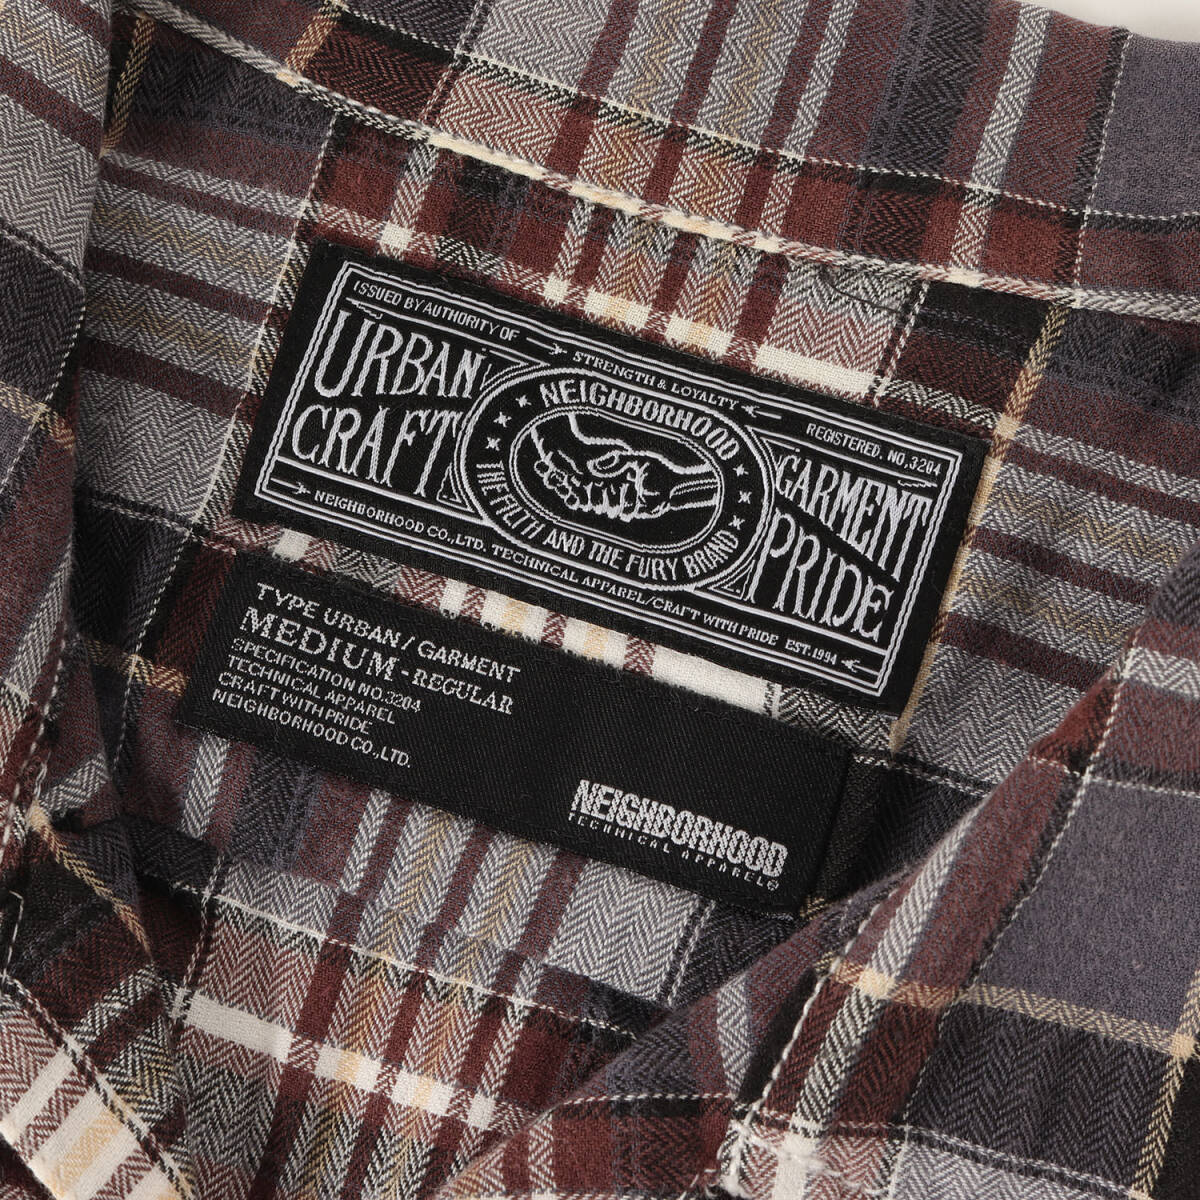 ISSUED BY AUTHORITY OF
STRENGTH & LOYALTY
REGISTERED. NO,3204
URBAN
CRAFT
NEIGHBORHOOD
THE FILTH AND THE FURY BRAND
GARMENT
PRIDE
NEIGHBORHOOD CO.,LTD. TECHNICAL APPAREL/CRAFT WITH PRIDE EST.1994
TYPE URBAN/GARMENT
MEDIUM-REGULAR
SPECIFICATION NO.3204
TECHNICAL APPAREL
CRAFT WITH PRIDE
NEIGHBORHOOD CO.,LTD.
NEIGHBORHOOD
TECHNICAL APPAREL®